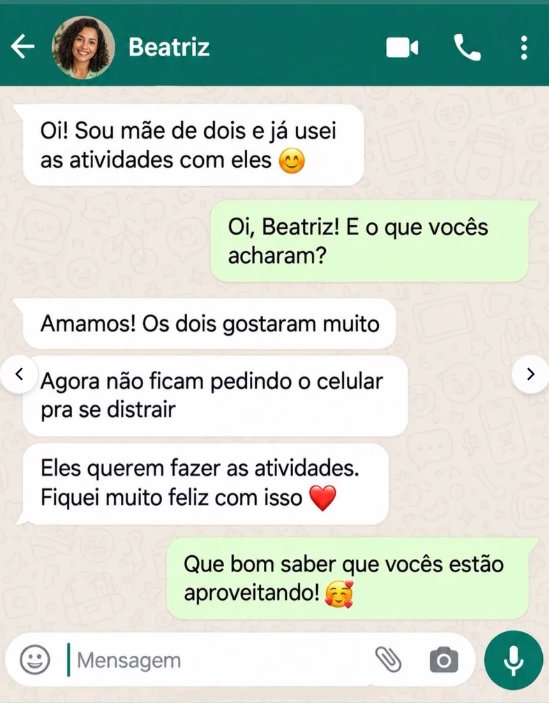 Beatriz
Oi! Sou mãe de dois e já usei
as atividades com eles 😊
Oi, Beatriz! E o que vocês
acharam?
Amamos! Os dois gostaram muito
Agora não ficam pedindo o celular
pra se distrair
Eles querem fazer as atividades.
Fiquei muito feliz com isso ❤️
Que bom saber que vocês estão
aproveitando! 🥰
Mensagem